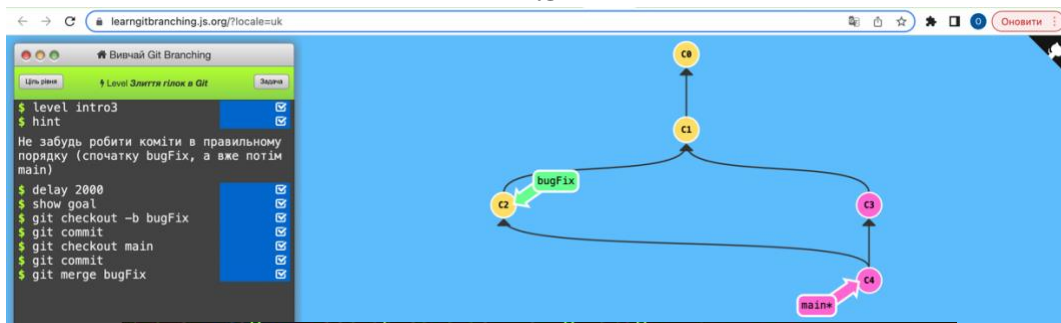 learngitbranching.js.org/?locale=uk
О
Оновити
Вивчай Git Branching
Ціль рівня
Level Злиття гілок в Git
Задача
$ level intro3
$ hint
Не забудь робити коміти в правильному
порядку (спочатку bugFix, а вже потім
main)
$ delay 2000
$ show goal
$ git checkout -b bugFix
$ git commit
$ git checkout main
$ git commit
$ git merge bugFix
C0
C1
bugFix
C2
C3
C4
main*